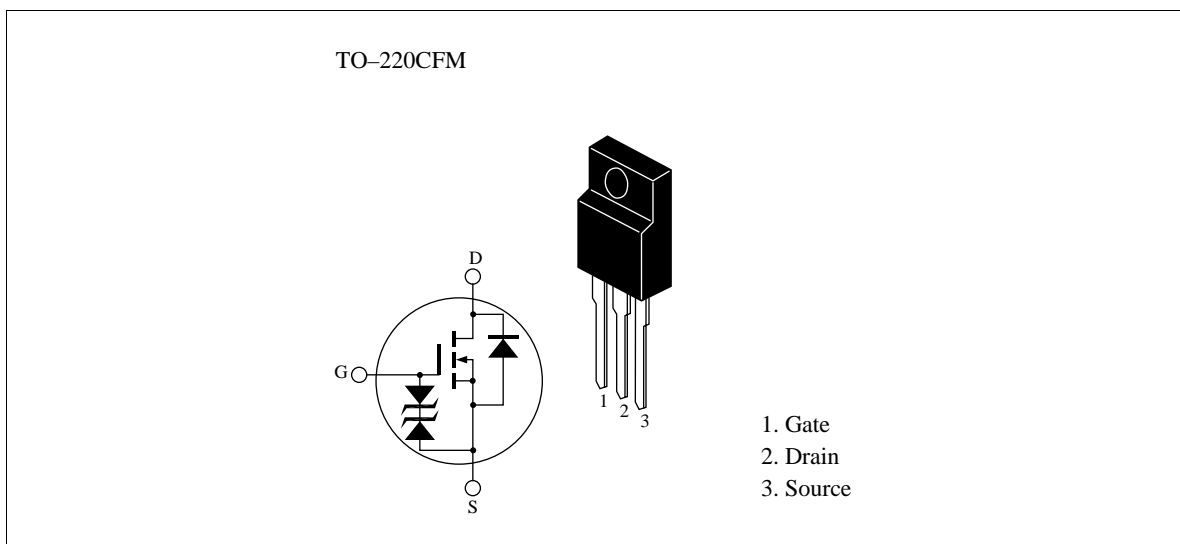 TO–220CFM
D
G
S
1
2
3
1. Gate
2. Drain
3. Source